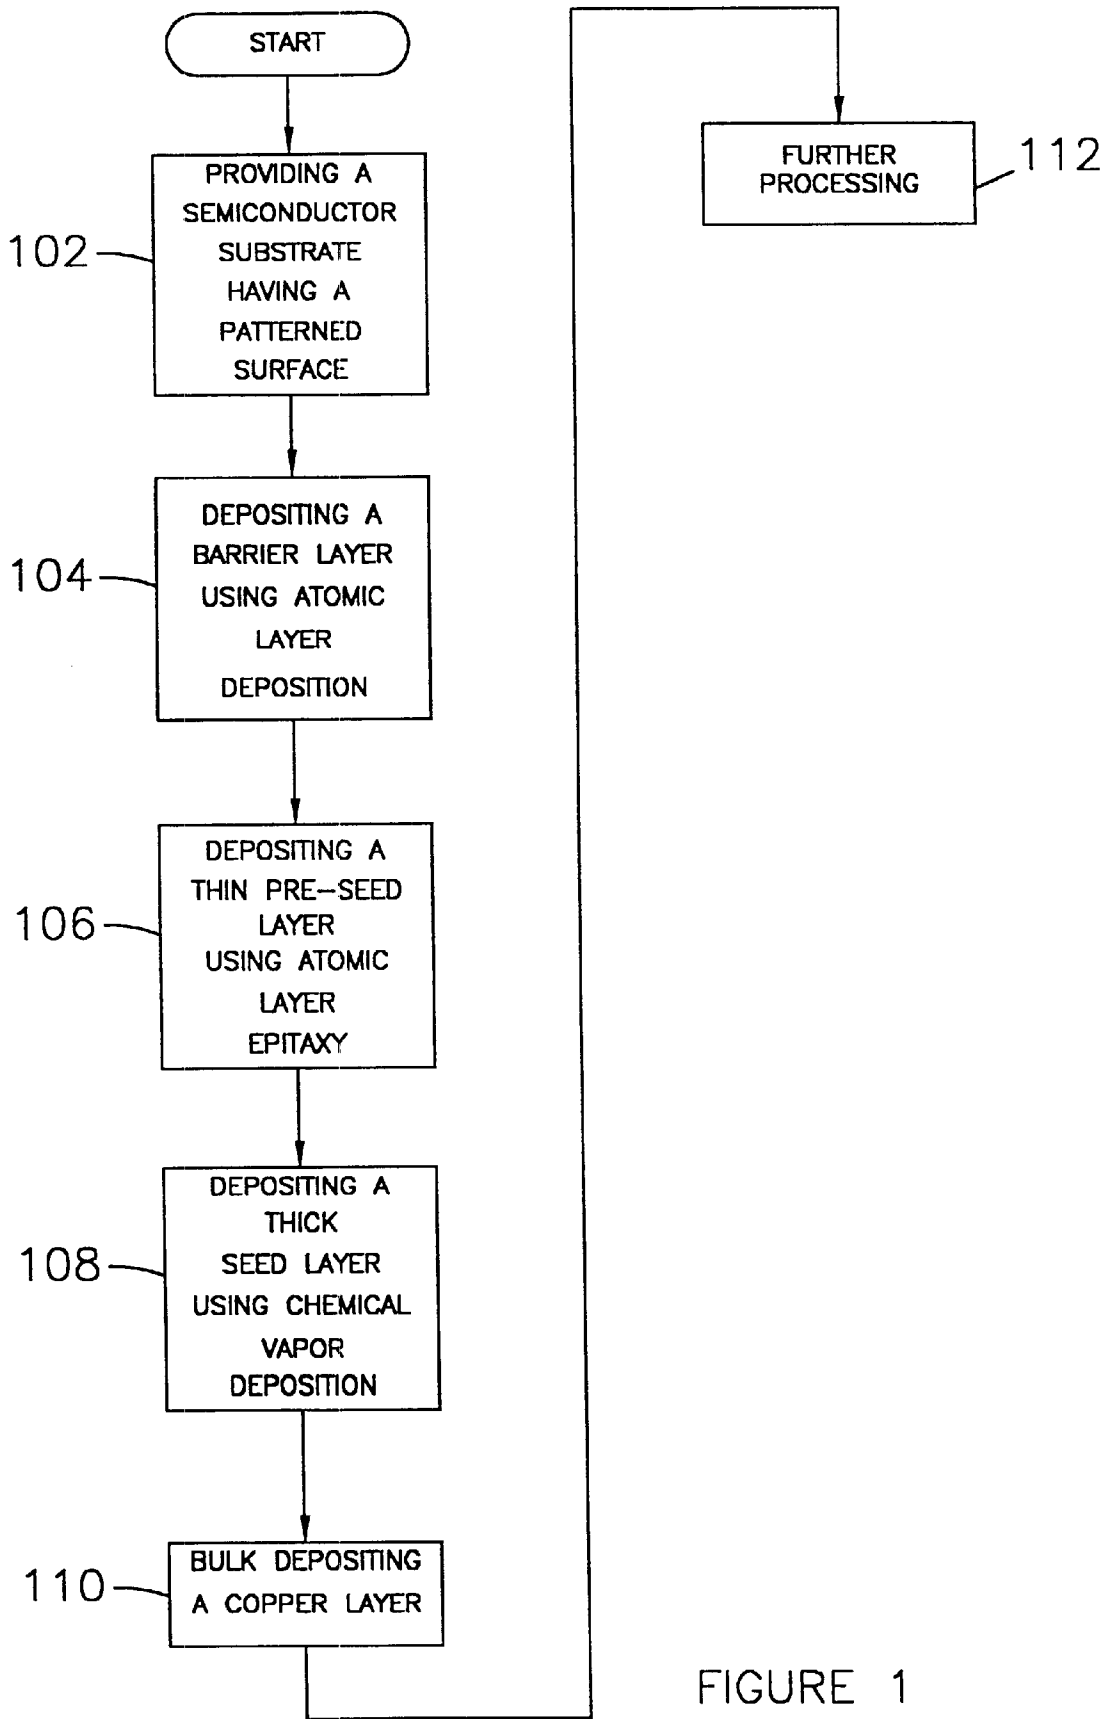 START
102
PROVIDING A
SEMICONDUCTOR
SUBSTRATE
HAVING A
PATTERNED
SURFACE
104
DEPOSITING A
BARRIER LAYER
USING ATOMIC
LAYER
DEPOSITION
106
DEPOSITING A
THIN PRE-SEED
LAYER
USING ATOMIC
LAYER
EPITAXY
108
DEPOSITING A
THICK
SEED LAYER
USING CHEMICAL
VAPOR
DEPOSITION
110
BULK DEPOSITING
A COPPER LAYER
FURTHER
PROCESSING
112
FIGURE 1